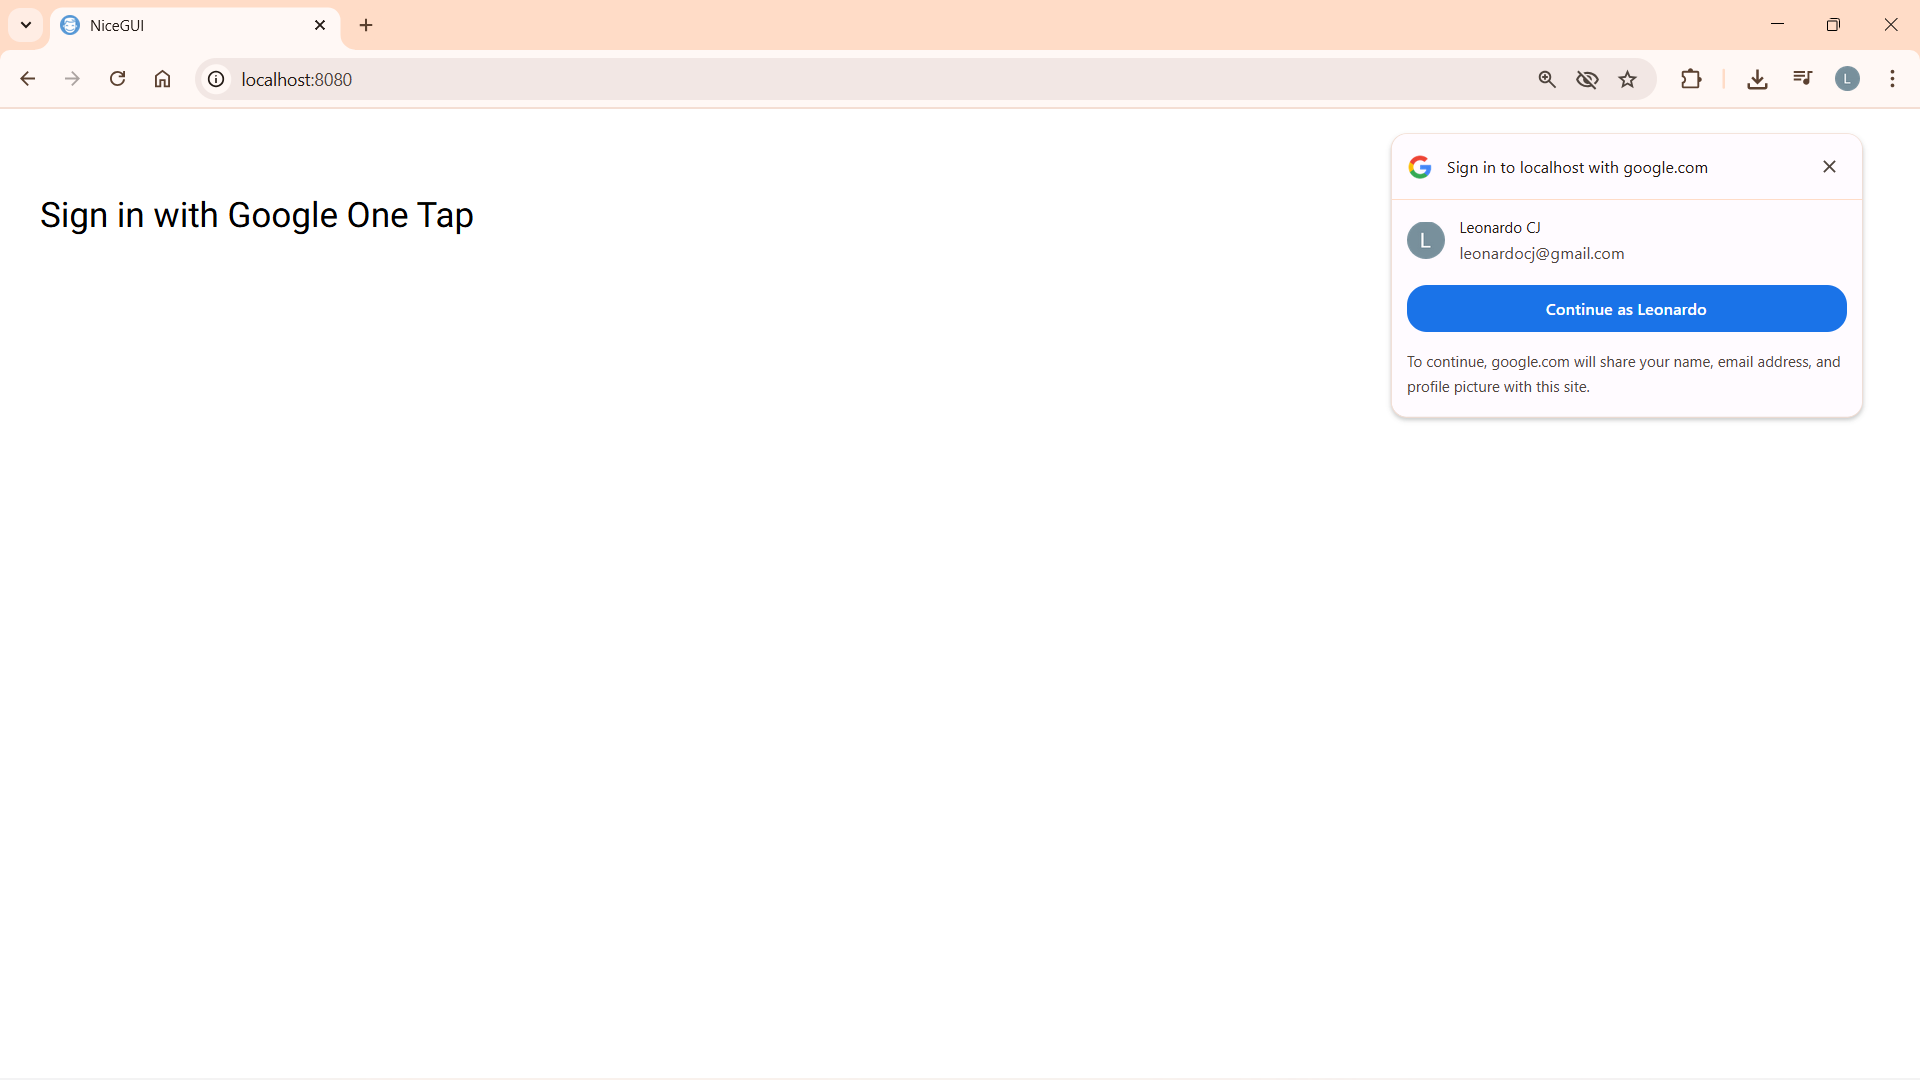 NiceGUI
localhost:8080
L
Sign in to localhost with google.com
Sign in with Google One Tap
L
Leonardo CJ
leonardocj@gmail.com
Continue as Leonardo
To continue, google.com will share your name, email address, and
profile picture with this site.